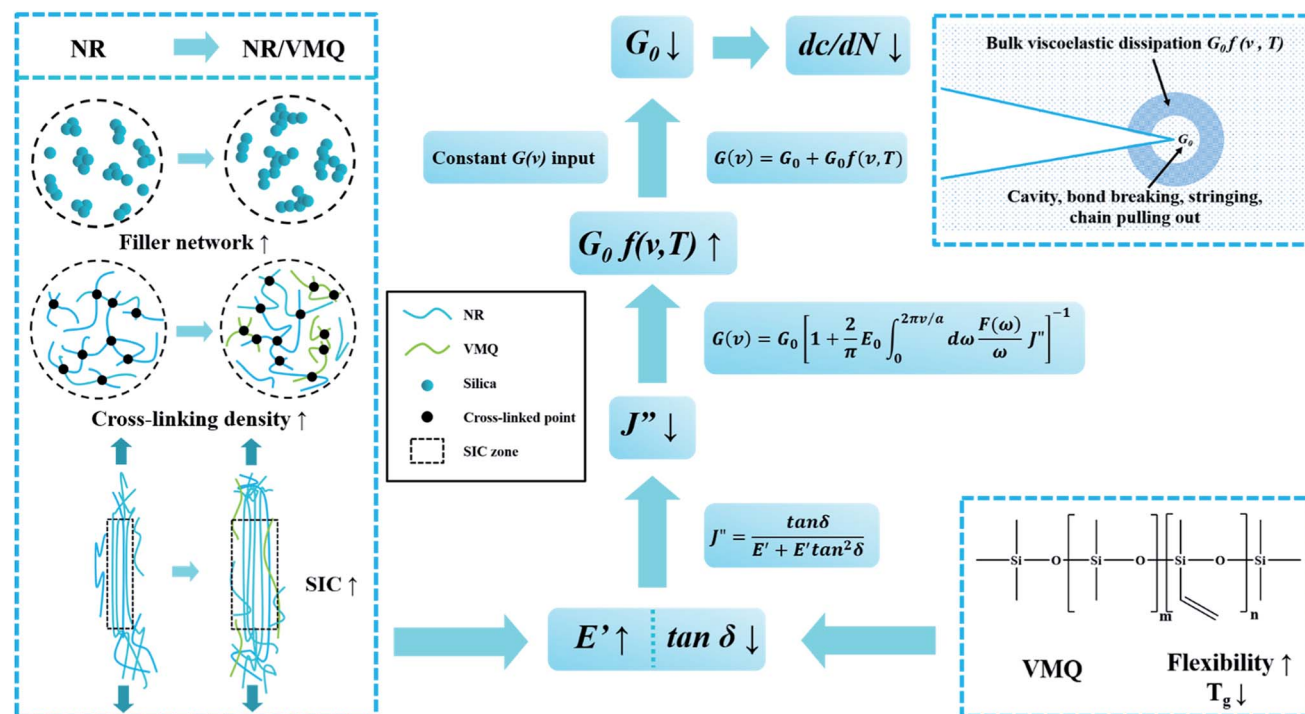 NR
NR/VMQ
Filler network ↑
Cross-linking density ↑
SIC ↑
G₀ ↓
dc/dN ↓
Constant G(v) input
G(v) = G₀ + G₀f(v,T)
G₀ f(v,T) ↑
NR
VMQ
Silica
Cross-linked point
SIC zone
G(v) = G₀ [1 + 2/π E₀ ∫₀^(2πv/a) dω F(ω)/ω J"]⁻¹
J” ↓
J" = tanδ / (E' + E'tan²δ)
E’ ↑ tan δ ↓
Bulk viscoelastic dissipation G₀f(v, T)
G₀
Cavity, bond breaking, stringing,
chain pulling out
Si O Si O Si O Si
m n
VMQ
Flexibility ↑
Tg ↓